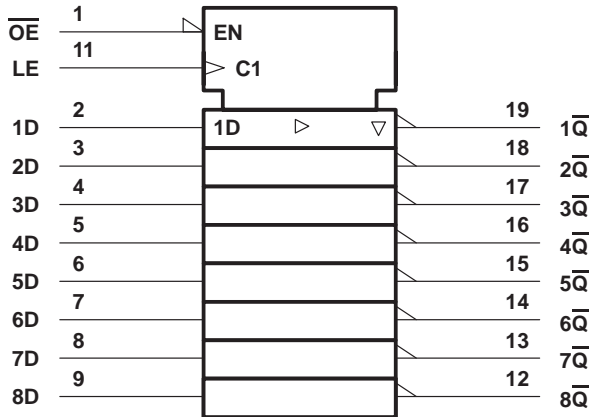 O̅E̅ 1 EN
LE 11 C1
1D 2 1D 19 1Q̅
2D 3 18 2Q̅
3D 4 17 3Q̅
4D 5 16 4Q̅
5D 6 15 5Q̅
6D 7 14 6Q̅
7D 8 13 7Q̅
8D 9 12 8Q̅